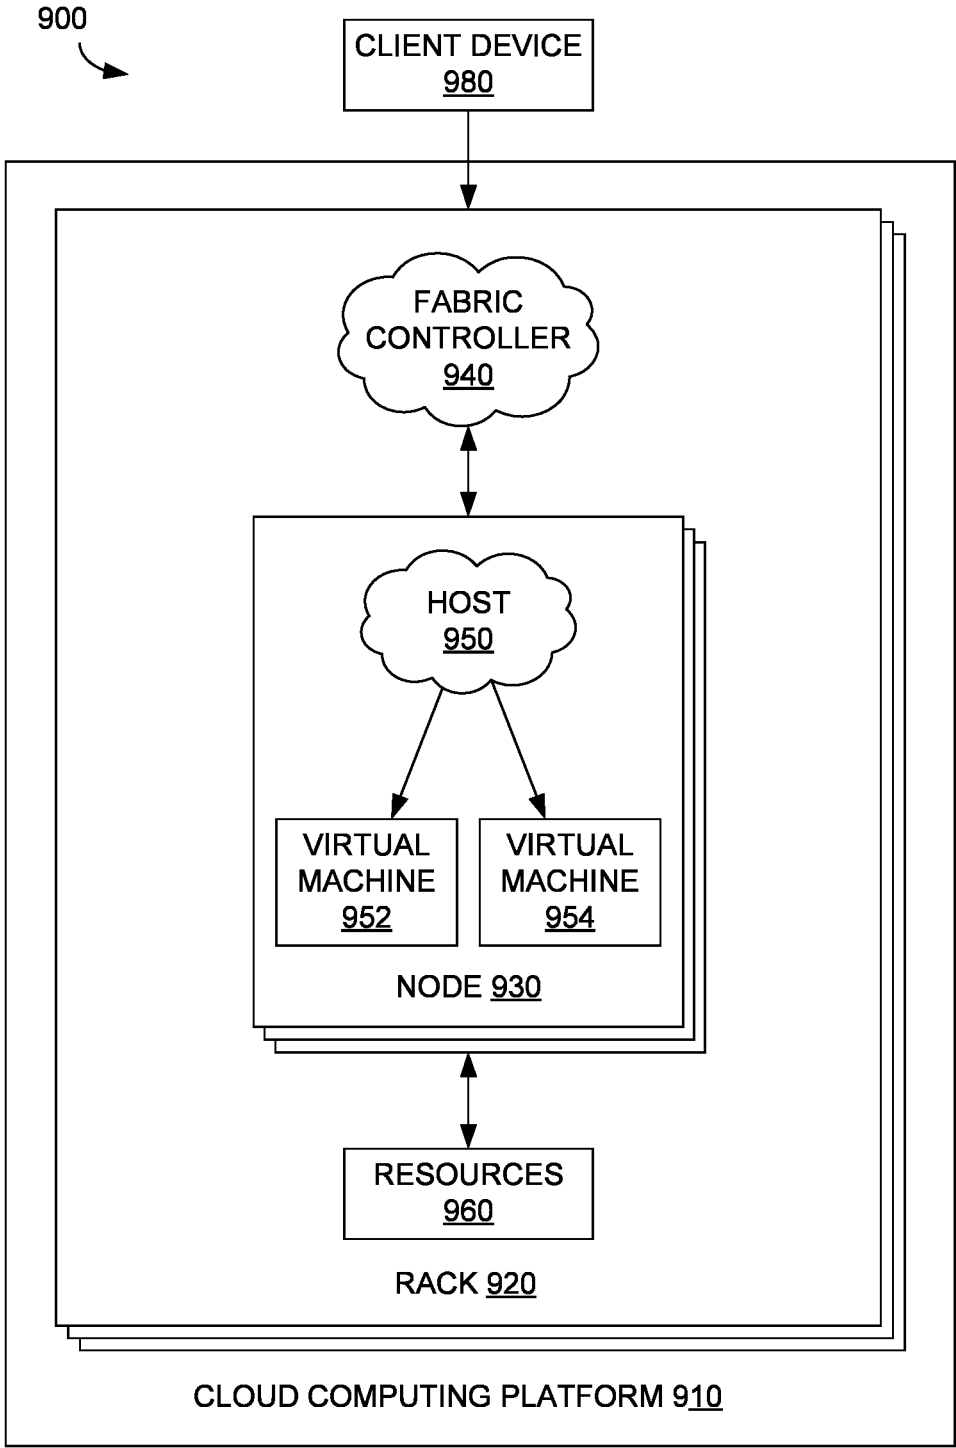 900
CLIENT DEVICE
980
FABRIC
CONTROLLER
940
HOST
950
VIRTUAL
MACHINE
952
VIRTUAL
MACHINE
954
NODE 930
RESOURCES
960
RACK 920
CLOUD COMPUTING PLATFORM 910